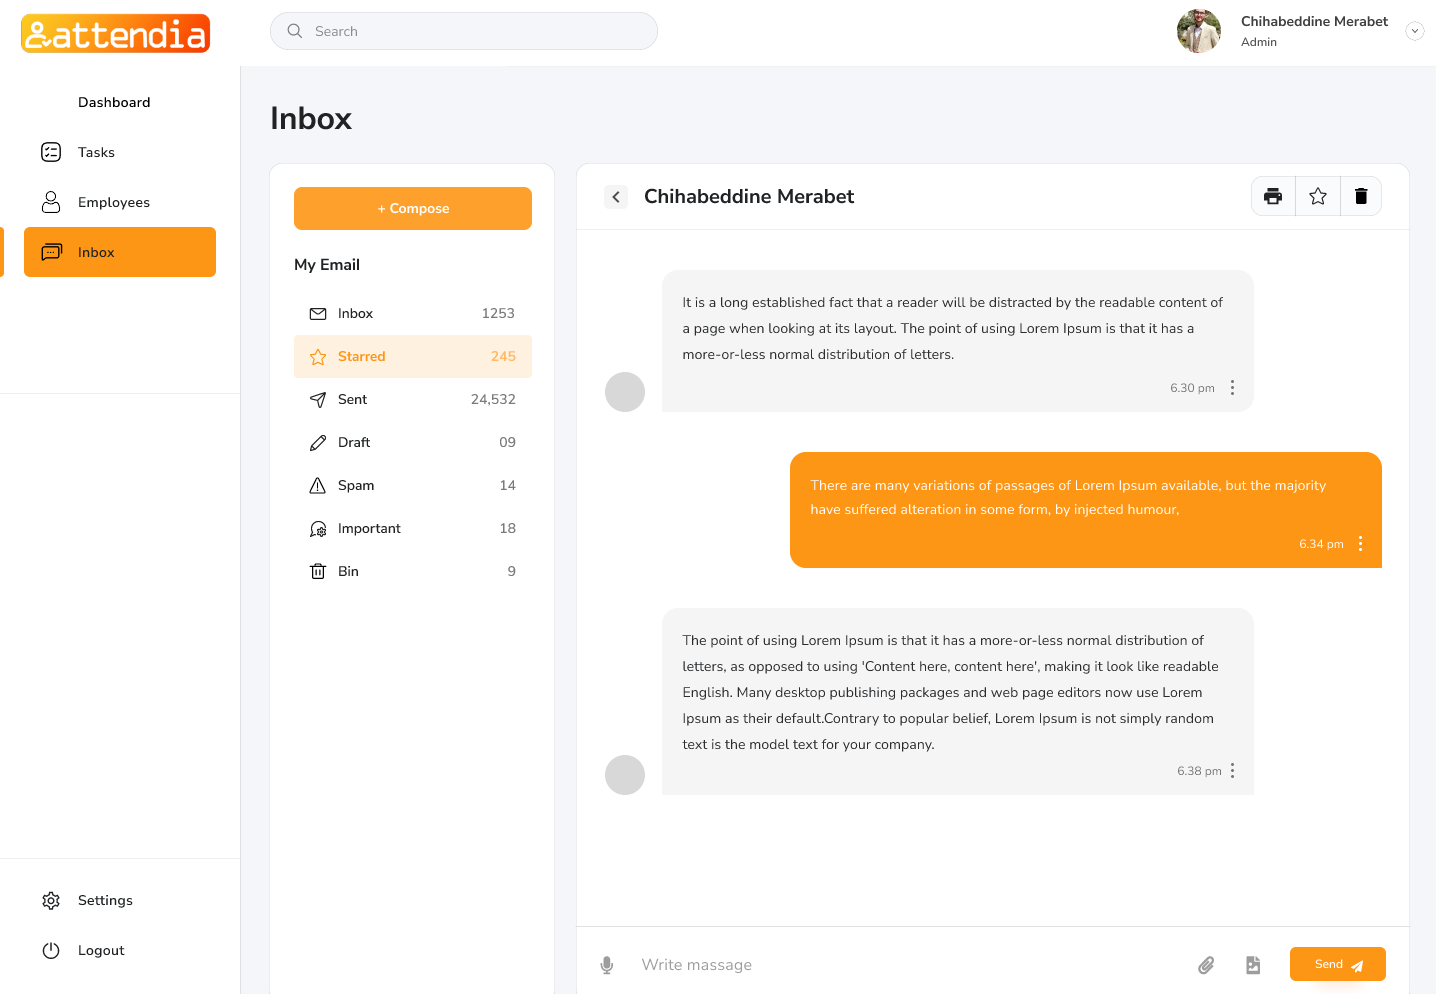 attendia
Search
Chihabeddine Merabet
Admin
Dashboard
Tasks
Employees
Inbox
Settings
Logout
Inbox
+ Compose
My Email
Inbox 1253
Starred 245
Sent 24,532
Draft 09
Spam 14
Important 18
Bin 9
Chihabeddine Merabet
It is a long established fact that a reader will be distracted by the readable content of
a page when looking at its layout. The point of using Lorem Ipsum is that it has a
more-or-less normal distribution of letters.
6.30 pm
There are many variations of passages of Lorem Ipsum available, but the majority
have suffered alteration in some form, by injected humour,
6.34 pm
The point of using Lorem Ipsum is that it has a more-or-less normal distribution of
letters, as opposed to using 'Content here, content here', making it look like readable
English. Many desktop publishing packages and web page editors now use Lorem
Ipsum as their default.Contrary to popular belief, Lorem Ipsum is not simply random
text is the model text for your company.
6.38 pm
Write massage
Send